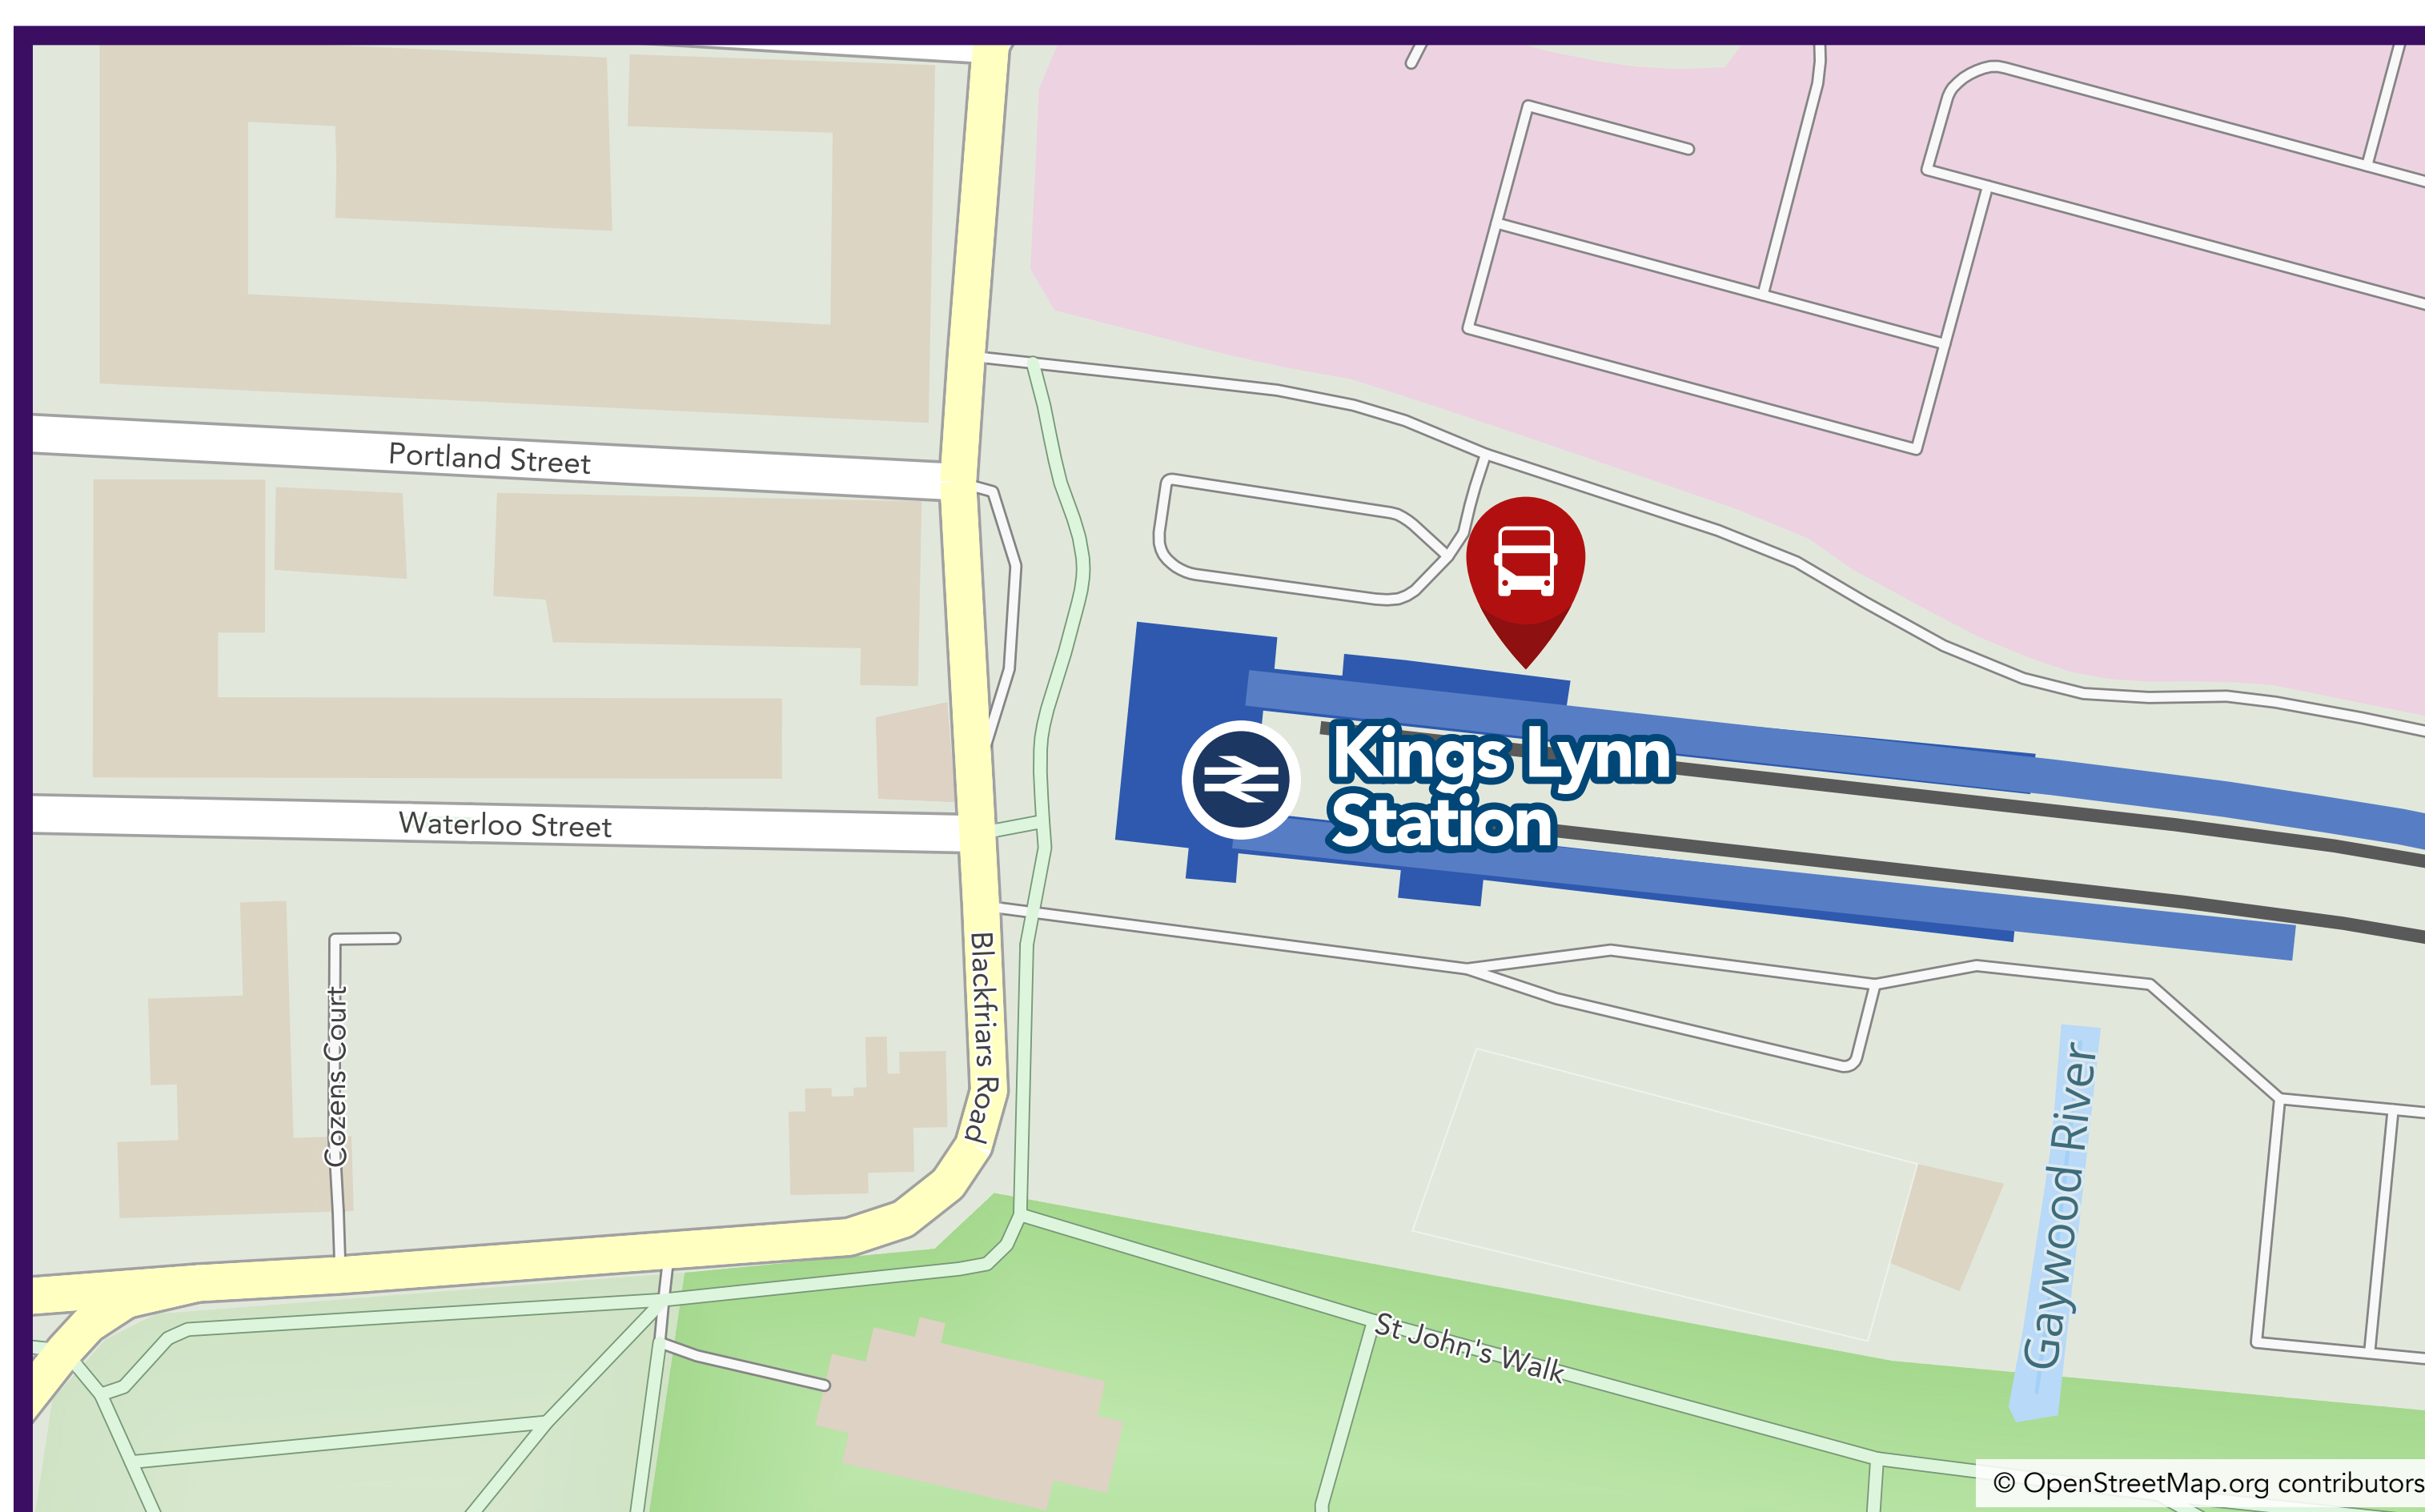 Portland Street
Kings Lynn
Station
Waterloo Street
Blackfriars Road
Cozens-Court
Gaywood River
St John's Walk
© OpenStreetMap.org contributors